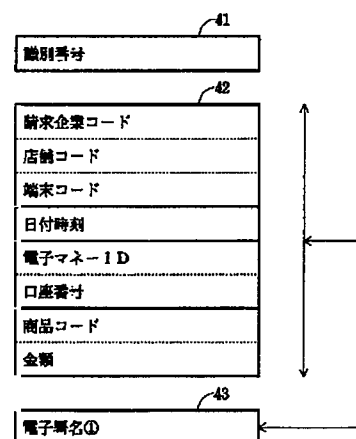 41
識別番号
42
請求企業コード
店舗コード
端末コード
日付時刻
電子マネーID
口座番号
商品コード
金額
43
電子署名①